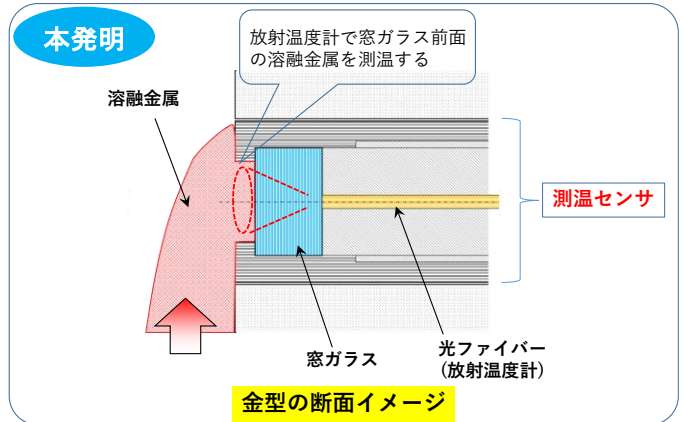 本発明
放射温度計で窓ガラス前面
の溶融金属を測温する
溶融金属
測温センサ
窓ガラス
光ファイバー
(放射温度計)
金型の断面イメージ